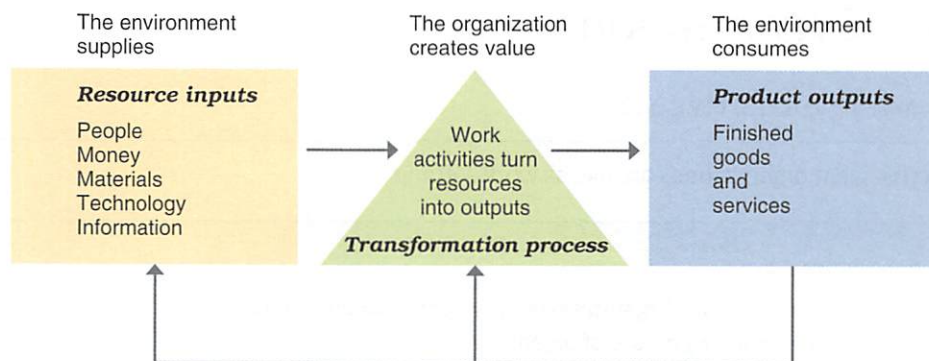 The environment
supplies
The organization
creates value
The environment
consumes
Resource inputs
People
Money
Materials
Technology
Information
Work
activities turn
resources
into outputs
Transformation process
Product outputs
Finished
goods
and
services